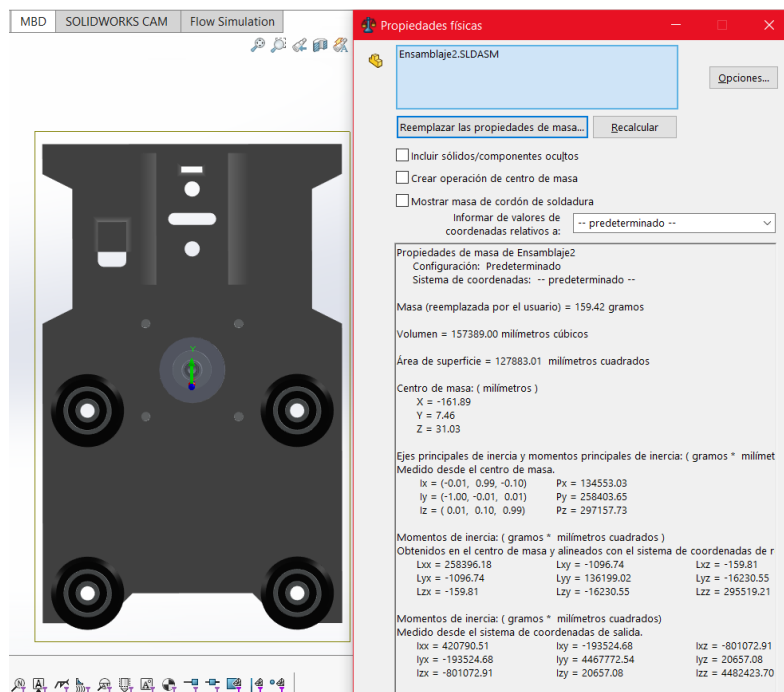 MBD SOLIDWORKS CAM Flow Simulation
Y
Propiedades físicas
Ensamblaje2.SLDASM
Opciones...
Reemplazar las propiedades de masa... Recalcular
Incluir sólidos/componentes ocultos
Crear operación de centro de masa
Mostrar masa de cordón de soldadura
Informar de valores de
coordenadas relativos a: -- predeterminado --
Propiedades de masa de Ensamblaje2
Configuración: Predeterminado
Sistema de coordenadas: -- predeterminado --
Masa (reemplazada por el usuario) = 159.42 gramos
Volumen = 157389.00 milímetros cúbicos
Área de superficie = 127883.01 milímetros cuadrados
Centro de masa: ( milímetros )
X = -161.89
Y = 7.46
Z = 31.03
Ejes principales de inercia y momentos principales de inercia: ( gramos * milímet
Medido desde el centro de masa.
Ix = (-0.01, 0.99, -0.10) Px = 134553.03
Iy = (-1.00, -0.01, 0.01) Py = 258403.65
Iz = ( 0.01, 0.10, 0.99) Pz = 297157.73
Momentos de inercia: ( gramos * milímetros cuadrados )
Obtenidos en el centro de masa y alineados con el sistema de coordenadas de r
Lxx = 258396.18 Lxy = -1096.74 Lxz = -159.81
Lyx = -1096.74 Lyy = 136199.02 Lyz = -16230.55
Lzx = -159.81 Lzy = -16230.55 Lzz = 295519.21
Momentos de inercia: ( gramos * milímetros cuadrados)
Medido desde el sistema de coordenadas de salida.
Ixx = 420790.51 Ixy = -193524.68 Ixz = -801072.91
Iyx = -193524.68 Iyy = 4467772.54 Iyz = 20657.08
Izx = -801072.91 Izy = 20657.08 Izz = 4482423.70